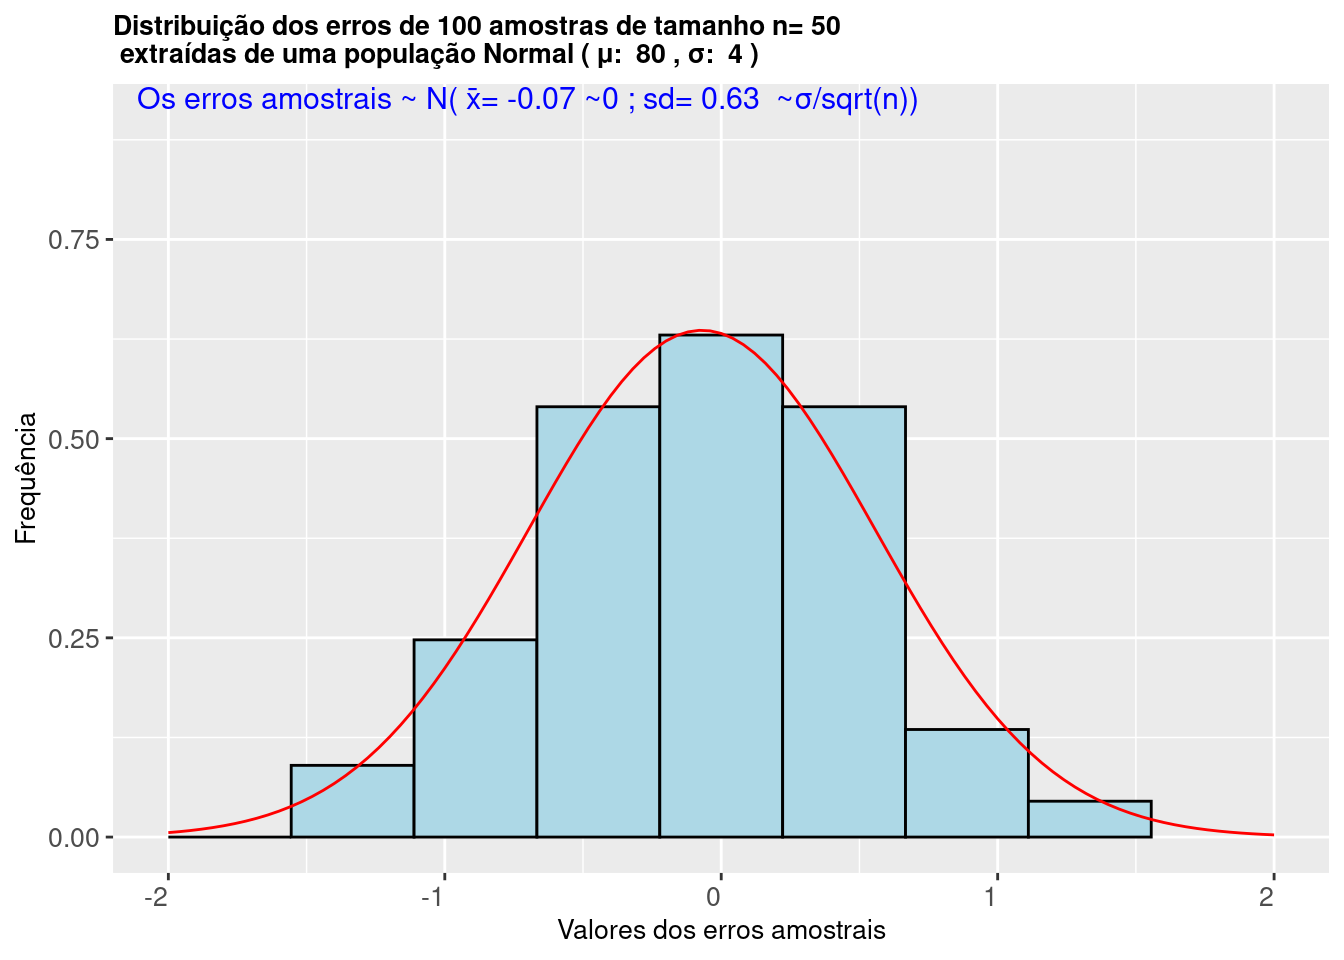 Distribuição dos erros de 100 amostras de tamanho n= 50
extraídas de uma população Normal ( μ:  80 , σ:  4 )
Os erros amostrais ~ N( x̄= -0.07 ~0 ; sd= 0.63  ~σ/sqrt(n))
0.75
0.50
0.25
0.00
Frequência
-2
-1
0
1
2
Valores dos erros amostrais